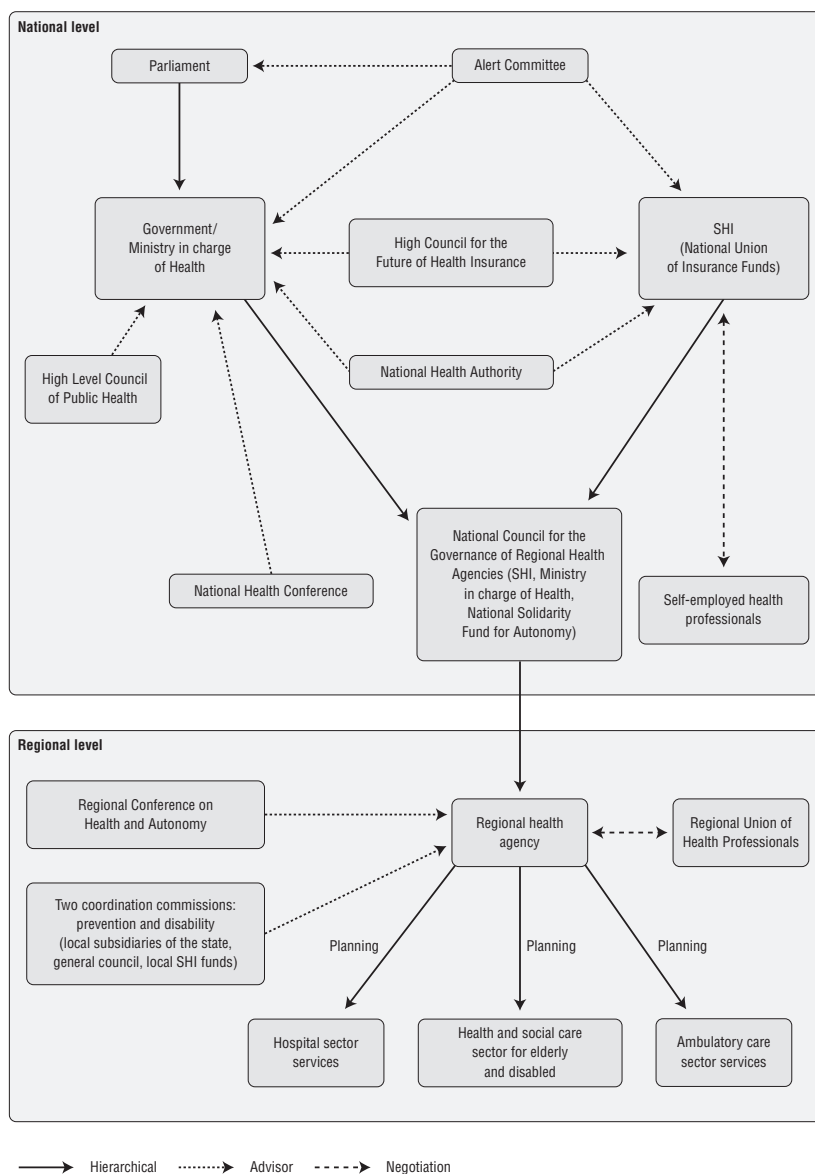 National level
Parliament
Alert Committee
Government/
Ministry in charge
of Health
High Council for the
Future of Health Insurance
SHI
(National Union
of Insurance Funds)
High Level Council
of Public Health
National Health Authority
National Health Conference
National Council for the
Governance of Regional Health
Agencies (SHI, Ministry
in charge of Health,
National Solidarity
Fund for Autonomy)
Self-employed health
professionals
Regional level
Regional Conference on
Health and Autonomy
Regional health
agency
Regional Union of
Health Professionals
Two coordination commissions:
prevention and disability
(local subsidiaries of the state,
general council, local SHI funds)
Planning
Planning
Planning
Hospital sector
services
Health and social care
sector for elderly
and disabled
Ambulatory care
sector services
Hierarchical
Advisor
Negotiation